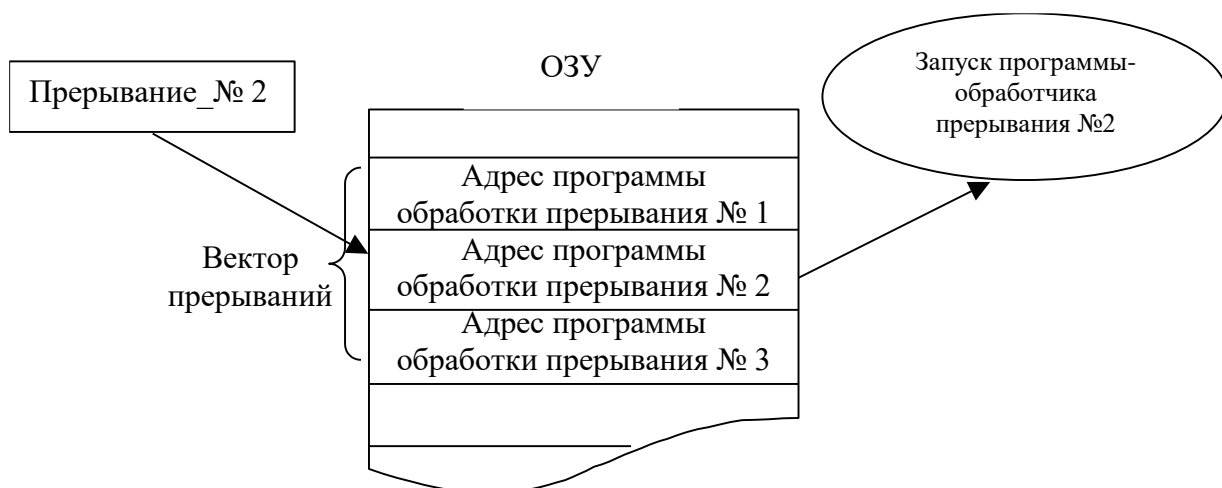 Прерывание_№ 2
ОЗУ
Запуск программы-
обработчика
прерывания №2
Адрес программы
обработки прерывания № 1
Вектор
прерываний
Адрес программы
обработки прерывания № 2
Адрес программы
обработки прерывания № 3